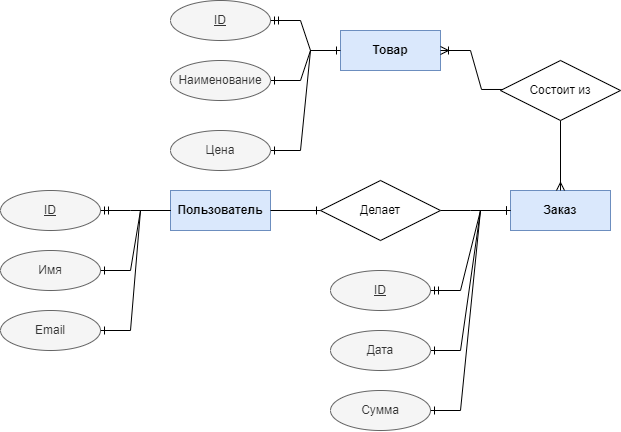 ID
Товар
Наименование
Состоит из
Цена
ID
Пользователь
Делает
Заказ
Имя
ID
Email
Дата
Сумма